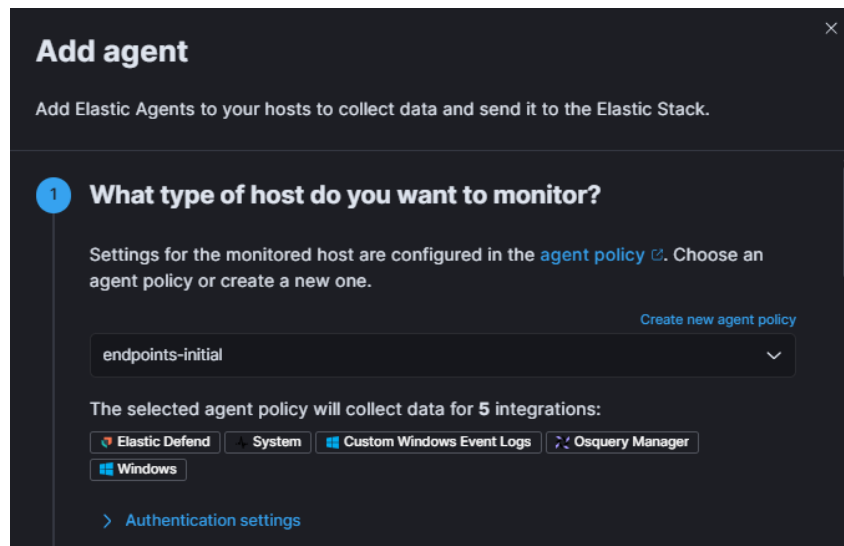 Add agent
Add Elastic Agents to your hosts to collect data and send it to the Elastic Stack.
1
What type of host do you want to monitor?
Settings for the monitored host are configured in the agent policy. Choose an
agent policy or create a new one.
Create new agent policy
endpoints-initial
The selected agent policy will collect data for 5 integrations:
Elastic Defend System Custom Windows Event Logs Osquery Manager
Windows
Authentication settings